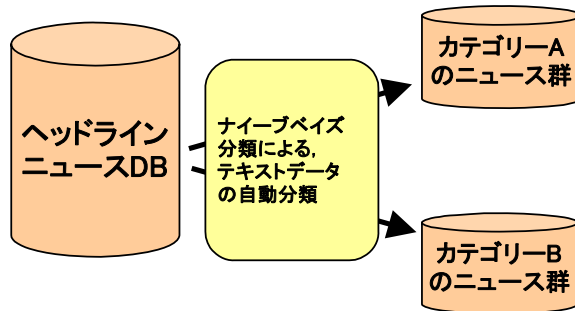 ヘッドライン
ニュースDB
ナイーブベイズ
分類による,
テキストデータ
の自動分類
カテゴリーA
のニュース群
カテゴリーB
のニュース群